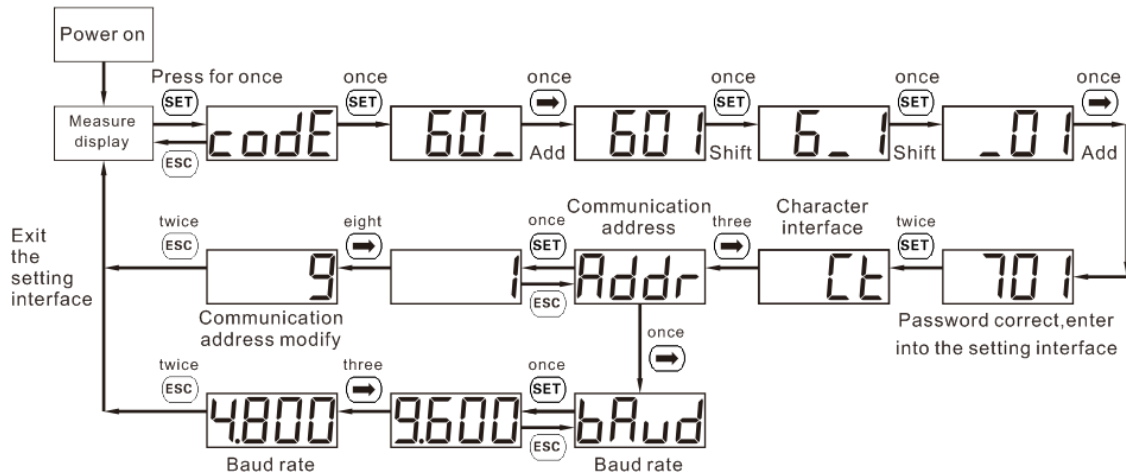 Power on
Press for once
once
once
once
once
once
SET
SET
➡
SET
SET
➡
Measure
display
codE
60_
601
6_1
_01
ESC
Add
Shift
Shift
Add
Exit
the
setting
interface
twice
ESC
eight
➡
once
SET
Communication
address
three
➡
Character
interface
twice
SET
9
1
Addr
Ct
701
ESC
Communication
address modify
once
➡
Password correct,enter
into the setting interface
twice
ESC
three
➡
once
SET
4.800
9.600
bAud
ESC
Baud rate
Baud rate